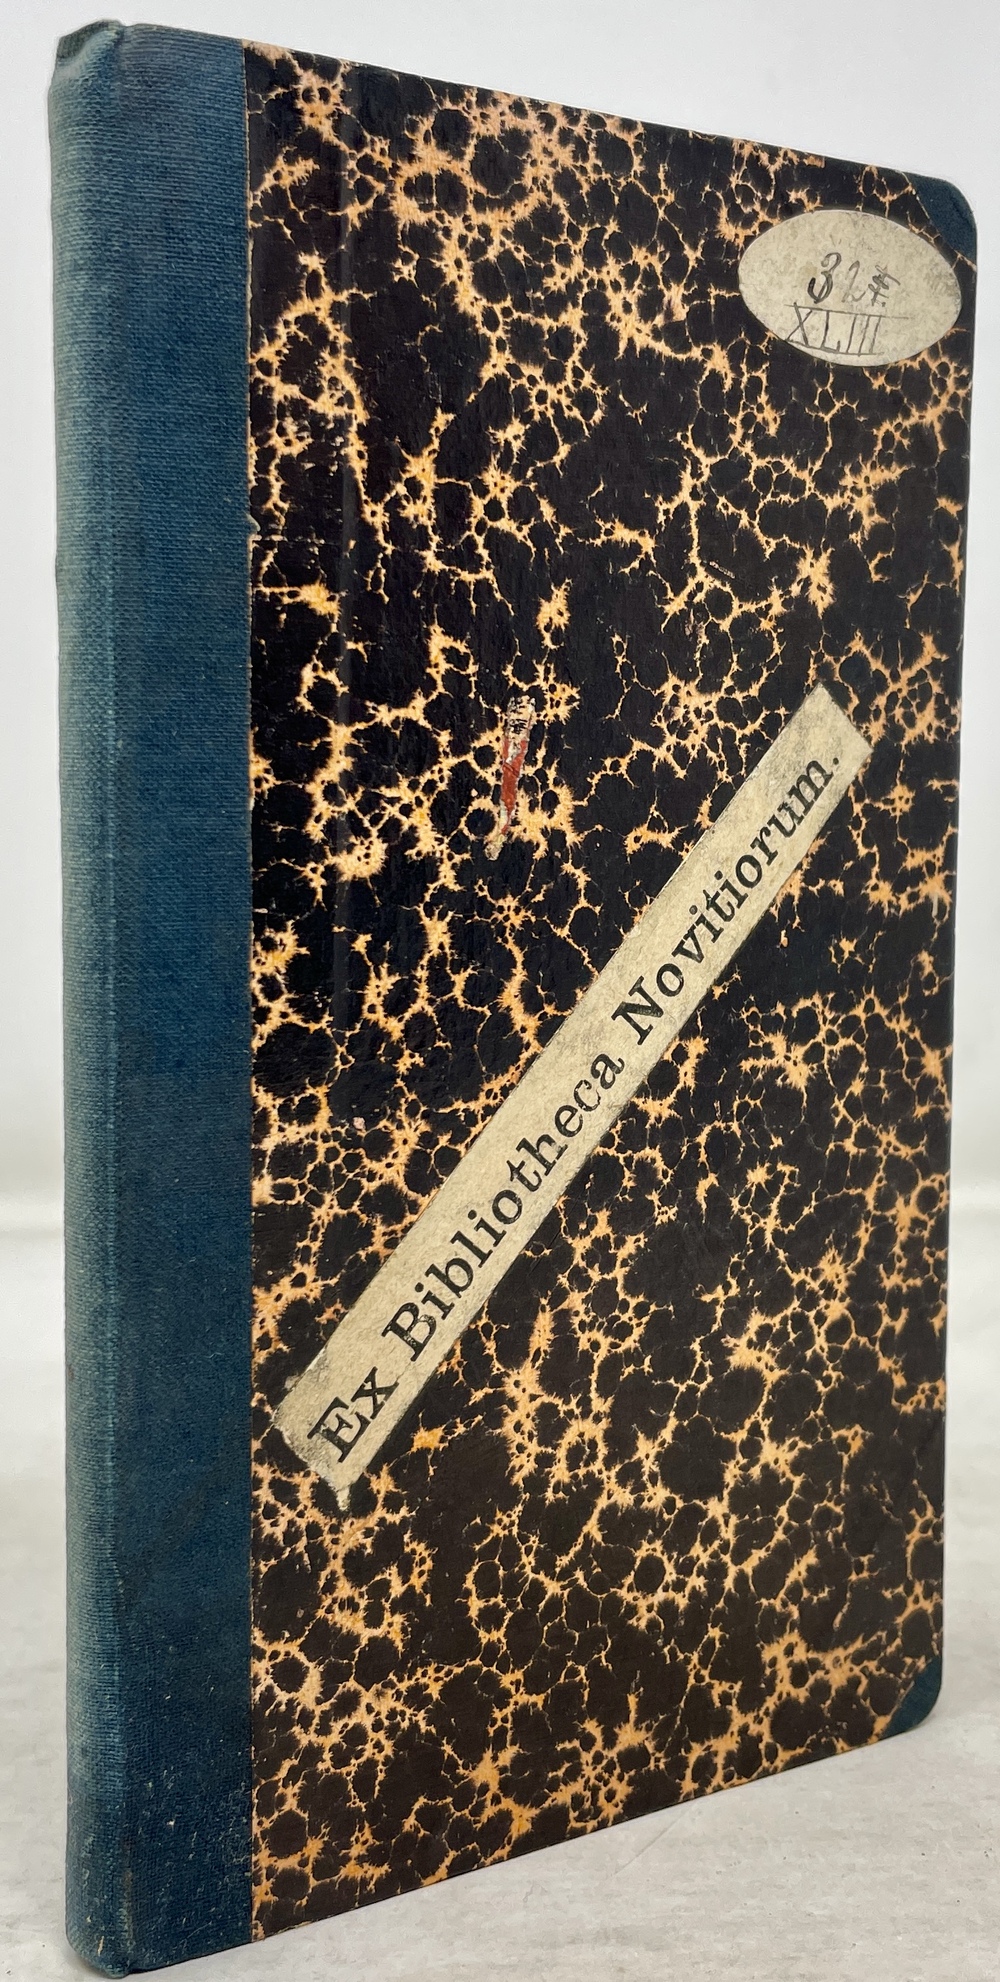 32
XLIII
Ex Bibliotheca Novitiorum.